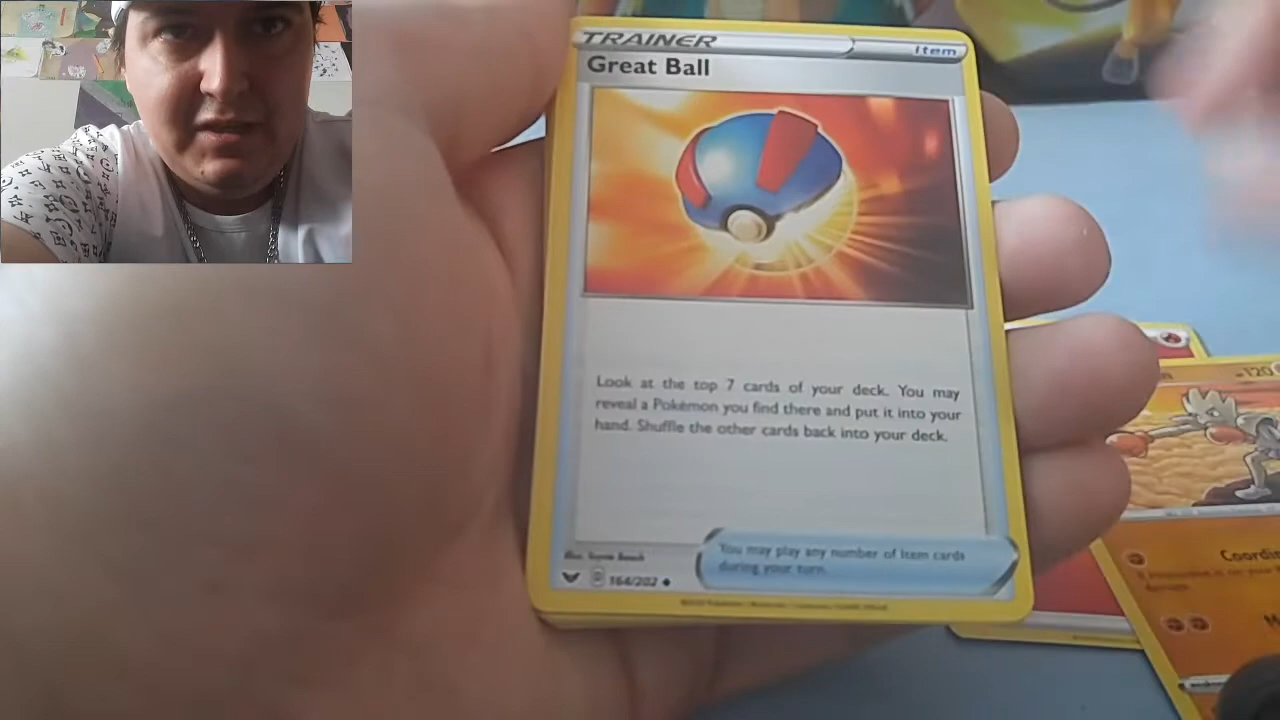 TRAINER
Item
Great Ball
Look at the top 7 cards of your deck. You may
reveal a Pokémon you find there and put it into your
hand. Shuffle the other cards back into your deck.
You may play any number of Item cards
during your turn.
164/202
120
Coordin
M